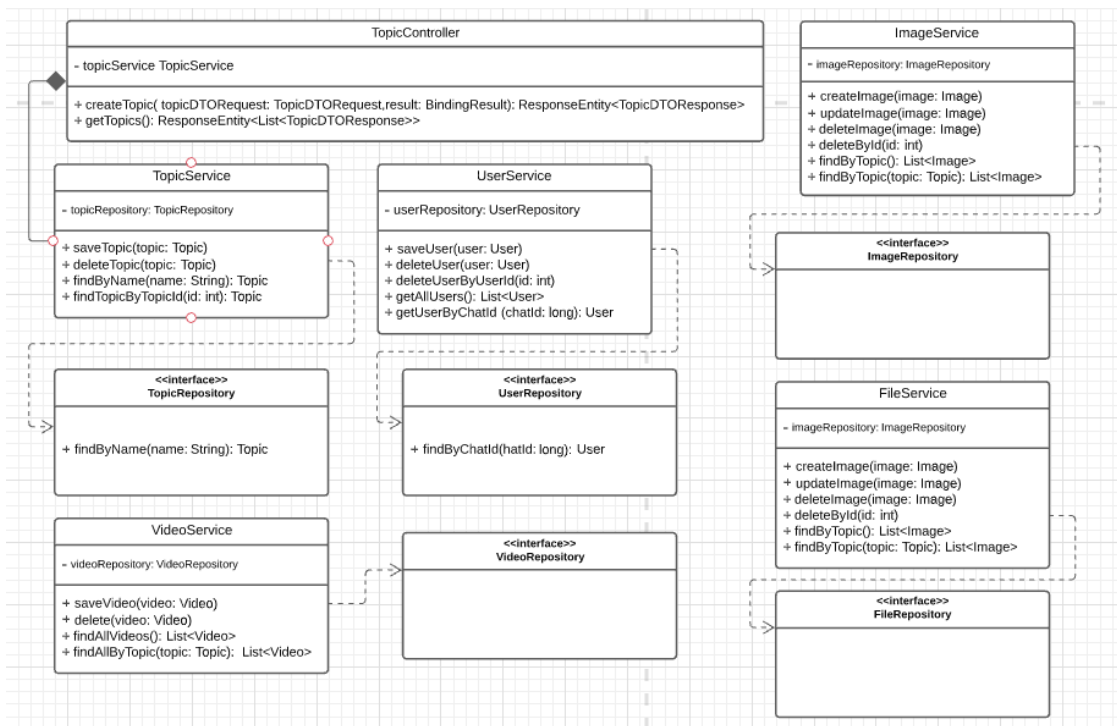 TopicController
- topicService TopicService
+ createTopic( topicDTORequest: TopicDTORequest,result: BindingResult): ResponseEntity<TopicDTOResponse>
+ getTopics(): ResponseEntity<List<TopicDTOResponse>>
ImageService
- imageRepository: ImageRepository
+ createImage(image: Image)
+ updateImage(image: Image)
+ deleteImage(image: Image)
+ deleteById(id: int)
+ findByTopic(): List<Image>
+ findByTopic(topic: Topic): List<Image>
TopicService
- topicRepository: TopicRepository
+ saveTopic(topic: Topic)
+ deleteTopic(topic: Topic)
+ findByName(name: String): Topic
+ findTopicByTopicId(id: int): Topic
UserService
- userRepository: UserRepository
+ saveUser(user: User)
+ deleteUser(user: User)
+ deleteUserByUserId(id: int)
+ getAllUsers(): List<User>
+ getUserByChatId (chatId: long): User
<<interface>>
ImageRepository
<<interface>>
TopicRepository
+ findByName(name: String): Topic
<<interface>>
UserRepository
+ findByChatId(hatId: long): User
FileService
- imageRepository: ImageRepository
+ createImage(image: Image)
+ updateImage(image: Image)
+ deleteImage(image: Image)
+ deleteById(id: int)
+ findByTopic(): List<Image>
+ findByTopic(topic: Topic): List<Image>
VideoService
- videoRepository: VideoRepository
+ saveVideo(video: Video)
+ delete(video: Video)
+ findAllVideos(): List<Video>
+ findAllByTopic(topic: Topic): List<Video>
<<interface>>
VideoRepository
<<interface>>
FileRepository